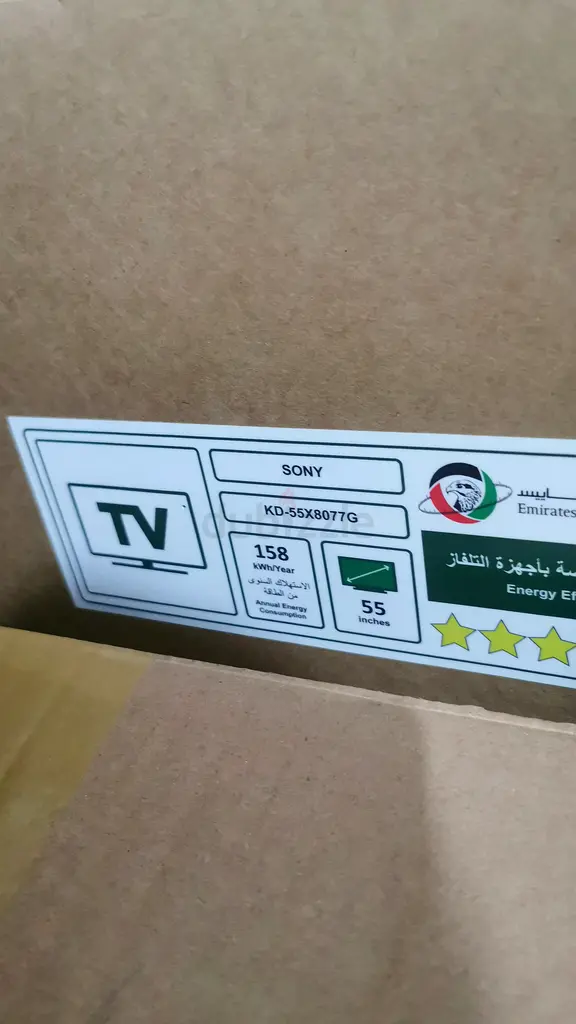 TV
SONY
KD-55X8077G
dubizzle
158
kWh/Year
الاستهلاك السنوي
من الطاقة
Annual Energy
Consumption
55
inches
Emirates
بأجهزة التلفاز
Energy